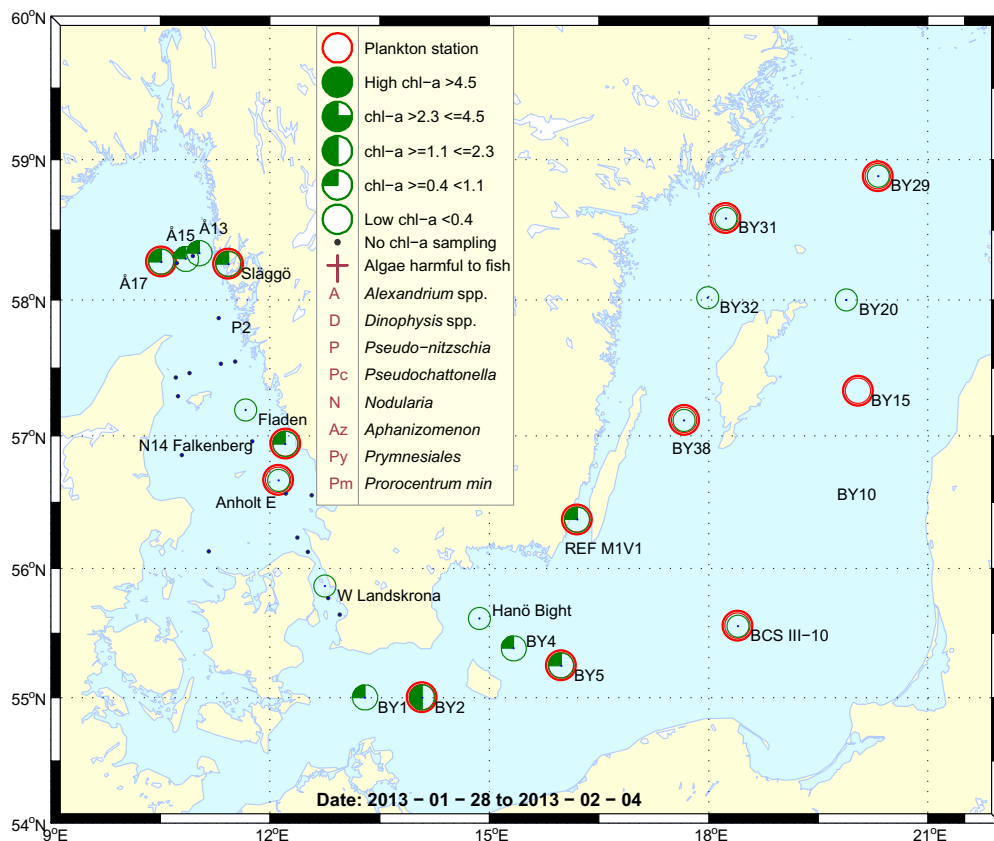 60°N
59°N
58°N
57°N
56°N
55°N
54°N
9°E
12°E
15°E
18°E
21°E
Plankton station
High chl−a >4.5
chl−a >2.3 <=4.5
chl−a >=1.1 <=2.3
chl−a >=0.4 <1.1
Low chl−a <0.4
No chl−a sampling
Algae harmful to fish
A Alexandrium spp.
D Dinophysis spp.
P Pseudo−nitzschia
Pc Pseudochattonella
N Nodularia
Az Aphanizomenon
Py Prymnesiales
Pm Prorocentrum min
BY29
BY31
Å13
Å15
Å17
Släggö
BY32
BY20
P2
BY15
Fladen
N14 Falkenberg
BY38
Anholt E
BY10
REF M1V1
W Landskrona
Hanö Bight
BY4
BCS III−10
BY5
BY1
BY2
Date: 2013 − 01 − 28 to 2013 − 02 − 04